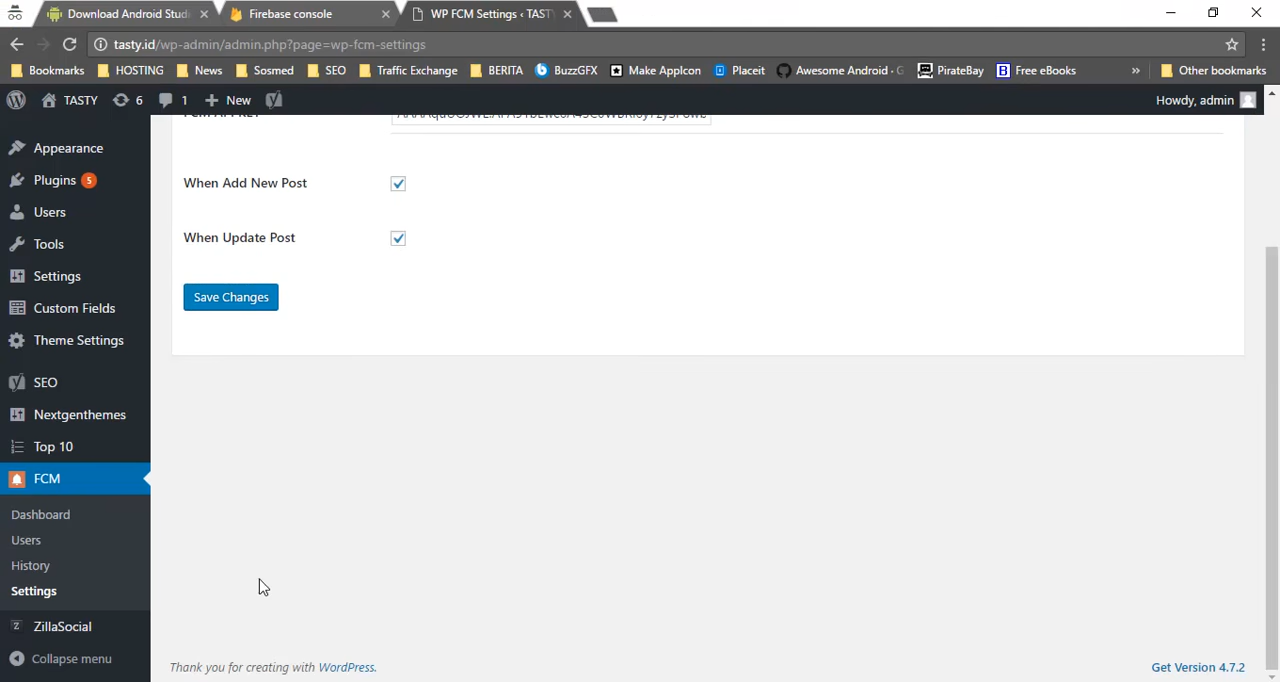 Download Android Stud
Firebase console
WP FCM Settings ‹ TAST
tasty.id/wp-admin/admin.php?page=wp-fcm-settings
Bookmarks HOSTING News Sosmed SEO Traffic Exchange BERITA BuzzGFX Make AppIcon Placeit Awesome Android · G PirateBay Free eBooks » Other bookmarks
TASTY 6 1 New Howdy, admin
FCM API KEY
When Add New Post
When Update Post
Save Changes
Appearance
Plugins 5
Users
Tools
Settings
Custom Fields
Theme Settings
SEO
Nextgenthemes
Top 10
FCM
Dashboard
Users
History
Settings
ZillaSocial
Collapse menu
Thank you for creating with WordPress.
Get Version 4.7.2